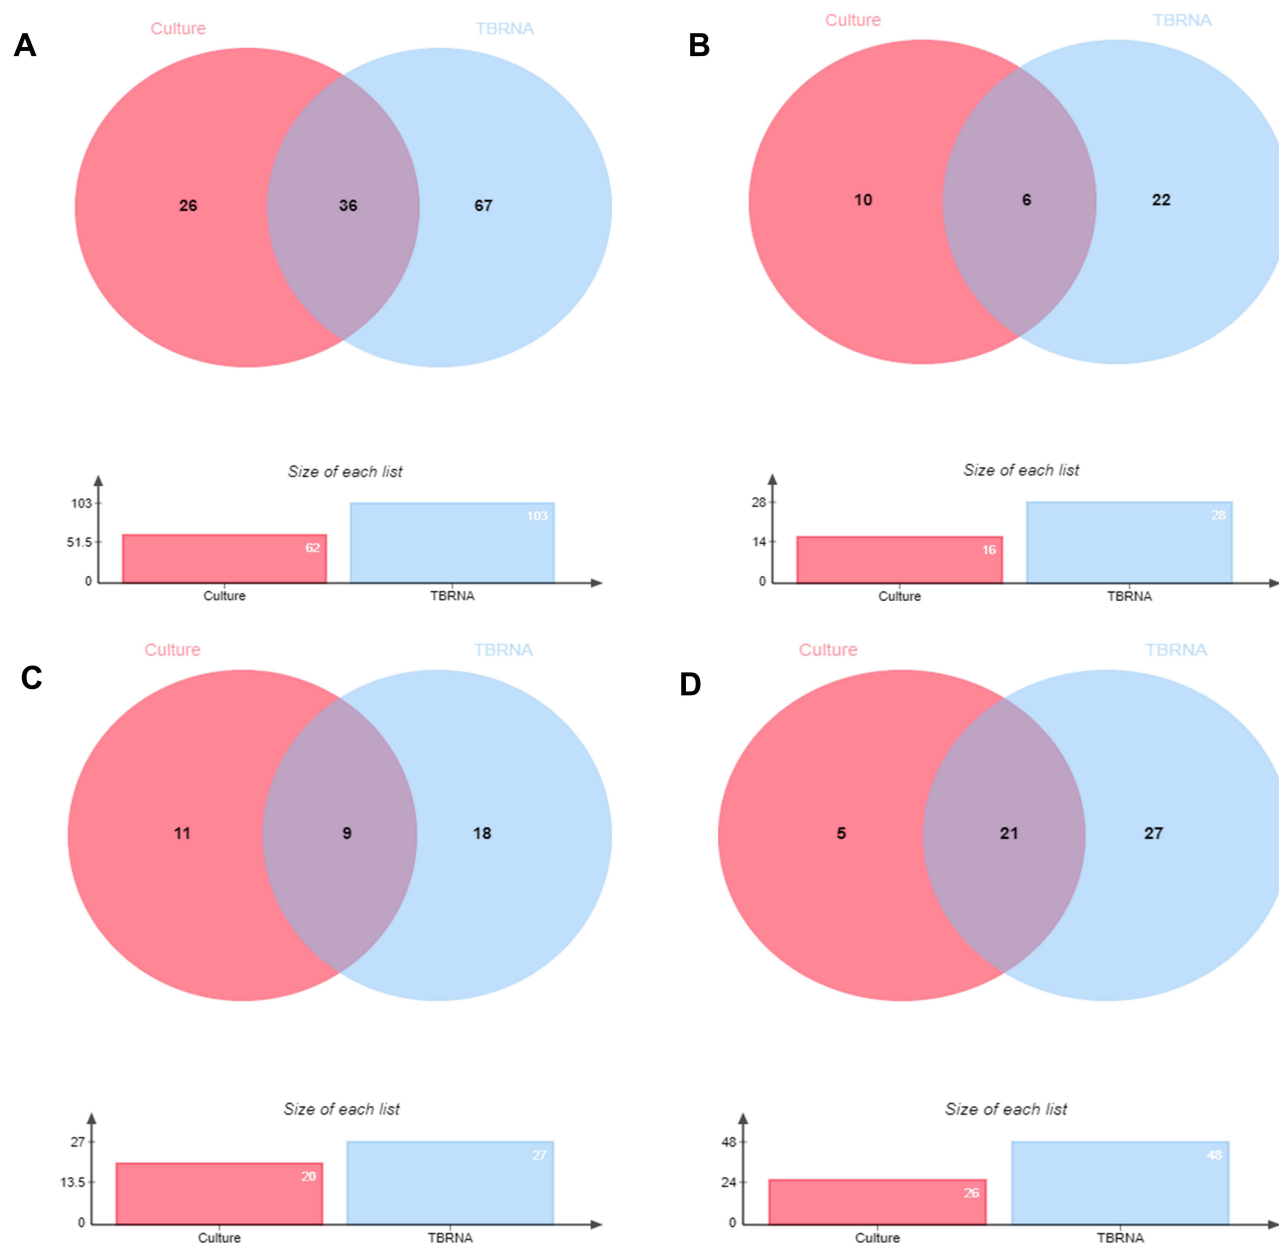 A
Culture
TBRNA
26
36
67
Size of each list
103
51.5
0
62
103
Culture
TBRNA
B
Culture
TBRNA
10
6
22
Size of each list
28
14
0
16
28
Culture
TBRNA
C
Culture
TBRNA
11
9
18
Size of each list
27
13.5
0
20
27
Culture
TBRNA
D
Culture
TBRNA
5
21
27
Size of each list
48
24
0
26
48
Culture
TBRNA